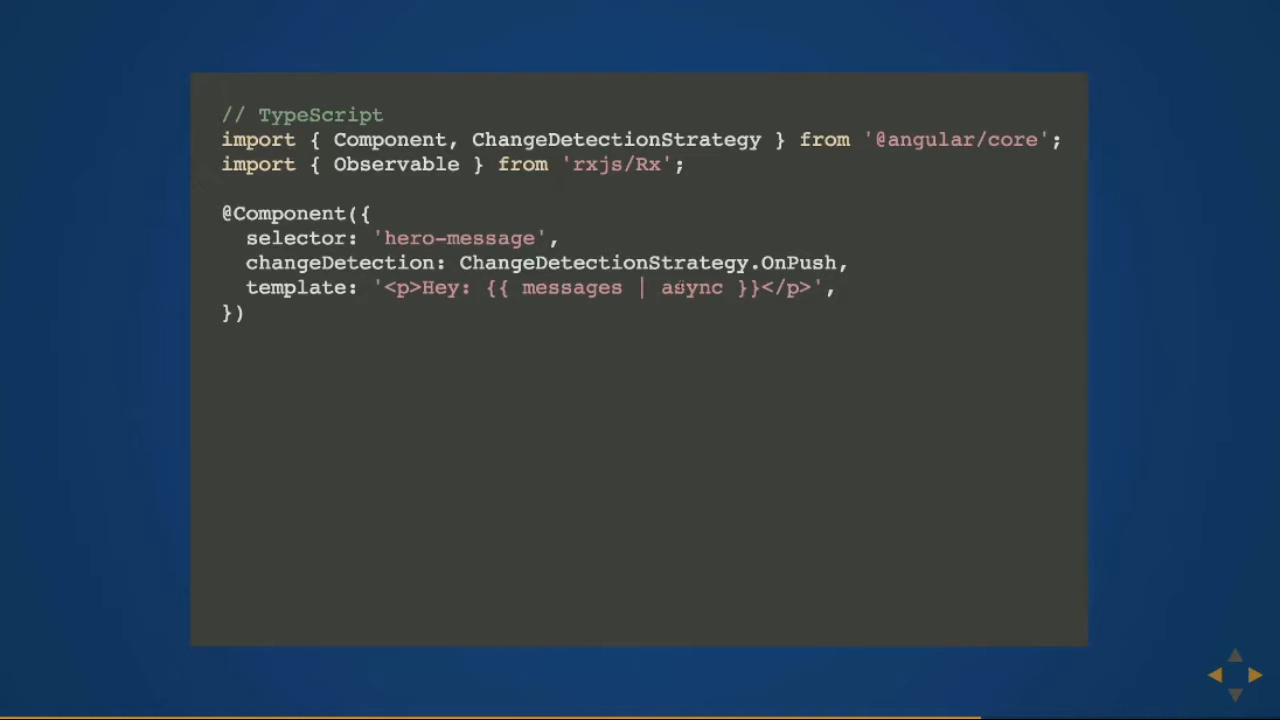 // TypeScript
import { Component, ChangeDetectionStrategy } from '@angular/core';
import { Observable } from 'rxjs/Rx';

@Component({
  selector: 'hero-message',
  changeDetection: ChangeDetectionStrategy.OnPush,
  template: '<p>Hey: {{ messages | async }}</p>',
})